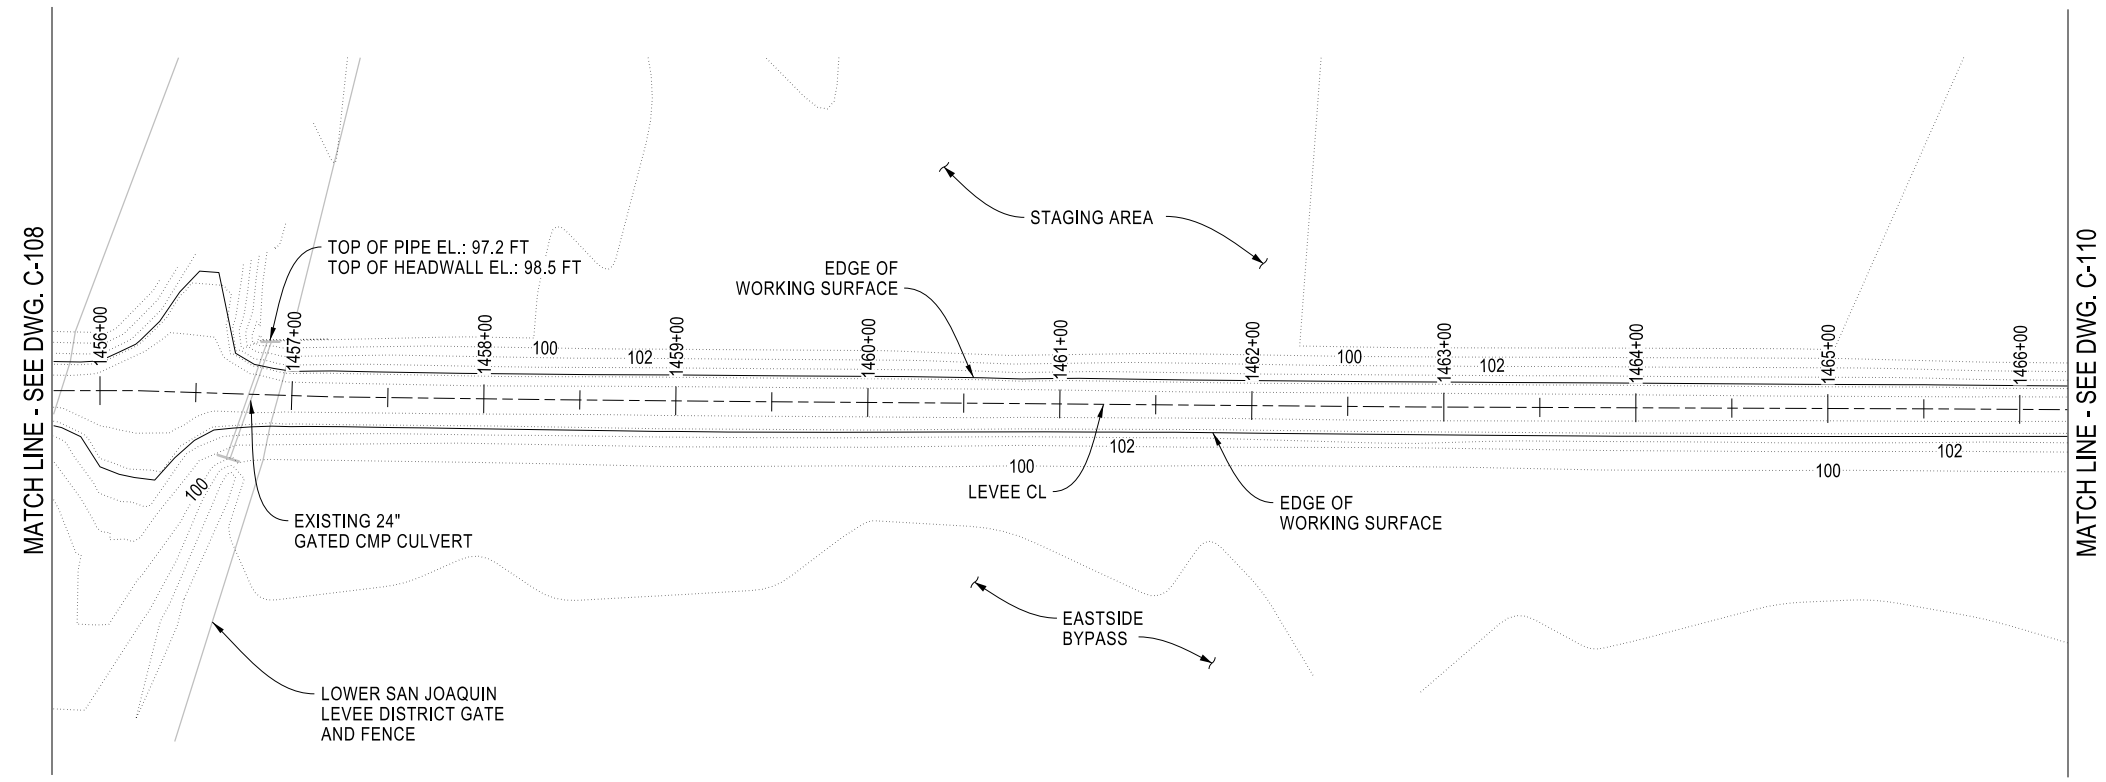 MATCH LINE - SEE DWG. C-108
MATCH LINE - SEE DWG. C-110
STAGING AREA
TOP OF PIPE EL.: 97.2 FT
TOP OF HEADWALL EL.: 98.5 FT
EDGE OF
WORKING SURFACE
1456+00
1457+00
1458+00
1459+00
1460+00
1461+00
1462+00
1463+00
1464+00
1465+00
1466+00
100
102
100
102
102
100
102
100
100
LEVEE CL
EDGE OF
WORKING SURFACE
EXISTING 24"
GATED CMP CULVERT
EASTSIDE
BYPASS
LOWER SAN JOAQUIN
LEVEE DISTRICT GATE
AND FENCE